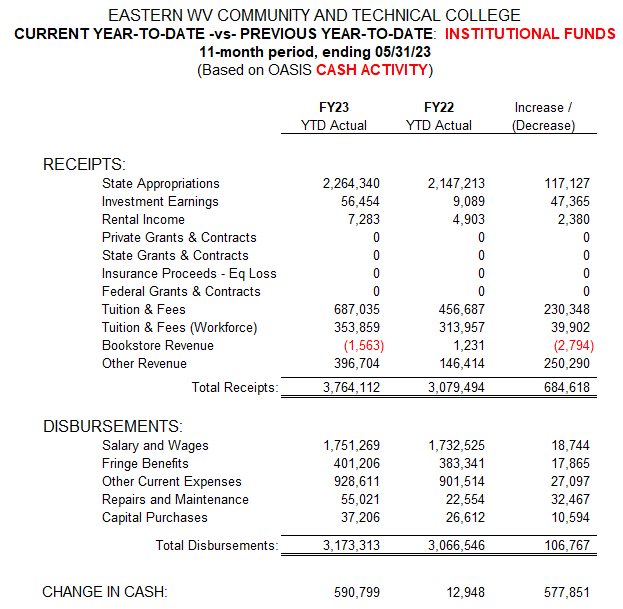 EASTERN WV COMMUNITY AND TECHNICAL COLLEGE
CURRENT YEAR-TO-DATE -vs- PREVIOUS YEAR-TO-DATE: INSTITUTIONAL FUNDS
11-month period, ending 05/31/23
(Based on OASIS CASH ACTIVITY)
FY23 FY22 Increase /
YTD Actual YTD Actual (Decrease)
RECEIPTS:
State Appropriations 2,264,340 2,147,213 117,127
Investment Earnings 56,454 9,089 47,365
Rental Income 7,283 4,903 2,380
Private Grants & Contracts 0 0 0
State Grants & Contracts 0 0 0
Insurance Proceeds - Eq Loss 0 0 0
Federal Grants & Contracts 0 0 0
Tuition & Fees 687,035 456,687 230,348
Tuition & Fees (Workforce) 353,859 313,957 39,902
Bookstore Revenue (1,563) 1,231 (2,794)
Other Revenue 396,704 146,414 250,290
Total Receipts: 3,764,112 3,079,494 684,618
DISBURSEMENTS:
Salary and Wages 1,751,269 1,732,525 18,744
Fringe Benefits 401,206 383,341 17,865
Other Current Expenses 928,611 901,514 27,097
Repairs and Maintenance 55,021 22,554 32,467
Capital Purchases 37,206 26,612 10,594
Total Disbursements: 3,173,313 3,066,546 106,767
CHANGE IN CASH: 590,799 12,948 577,851